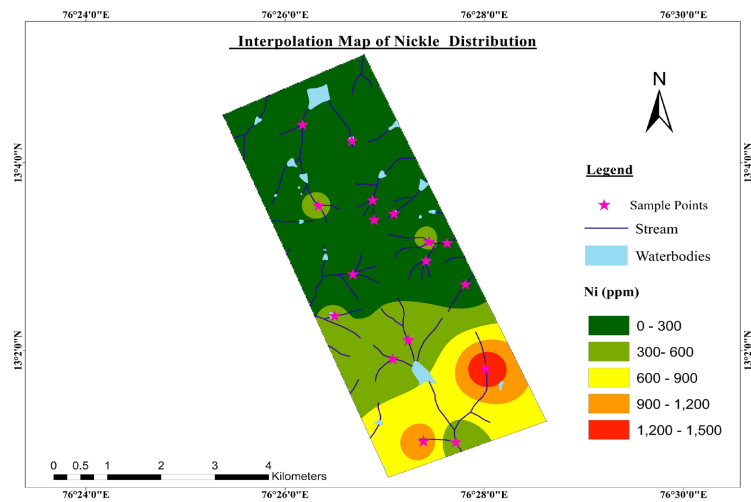 76°24'0"E 76°26'0"E 76°28'0"E 76°30'0"E
Interpolation Map of Nickle Distribution
N
13°4'0"N 13°4'0"N
Legend
Sample Points
Stream
Waterbodies
Ni (ppm)
0 - 300
13°2'0"N 13°2'0"N
300- 600
600 - 900
900 - 1,200
1,200 - 1,500
0 0.5 1 2 3 4
Kilometers
76°24'0"E 76°26'0"E 76°28'0"E 76°30'0"E